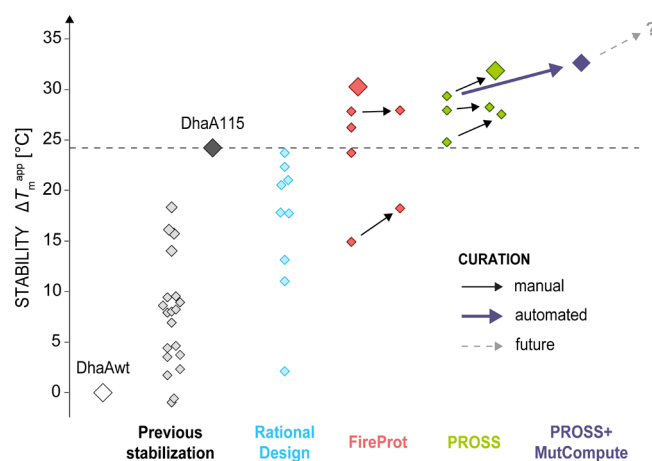 STABILITY ΔTₘᵃᵖᵖ [°C]
35
30
25
20
15
10
5
0
DhaAwt
DhaA115
?
CURATION
manual
automated
future
Previous
stabilization
Rational
Design
FireProt
PROSS
PROSS+
MutCompute